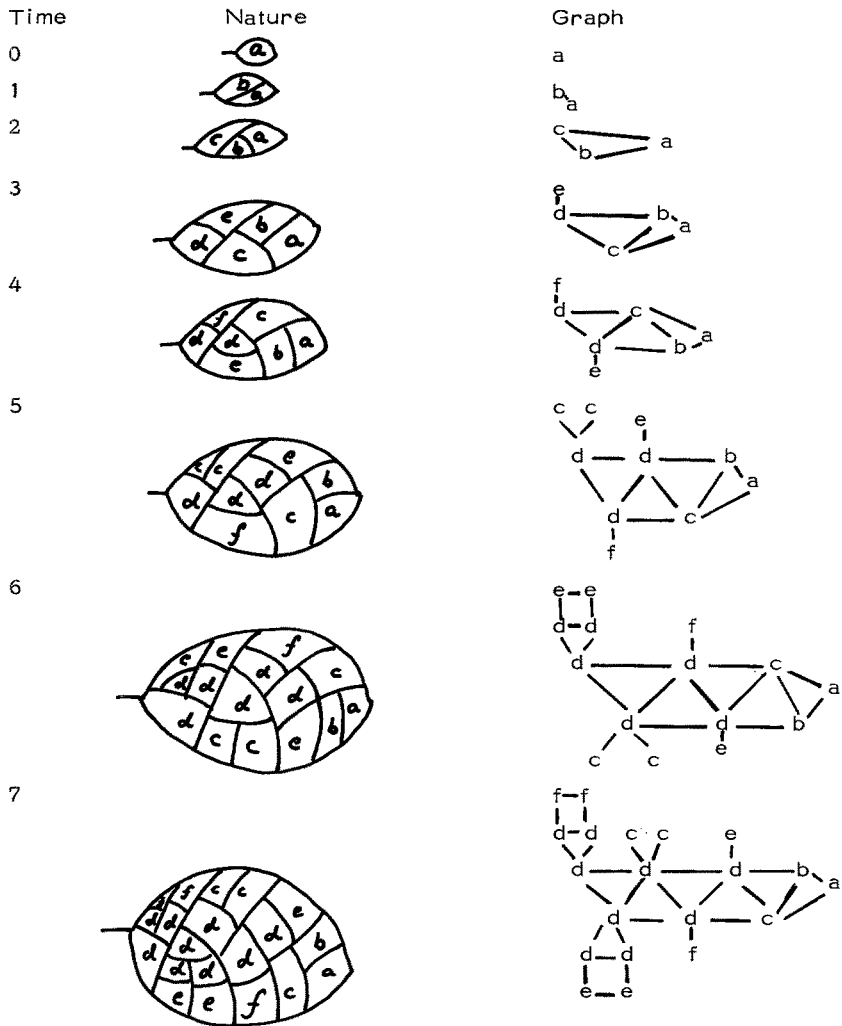 Time Nature Graph
0 a a
1 b a b
a
2 c b a c a
b
3 e b e
d c a d b a
c
4 f c f
d d b a d c a
e d b
e
5 c c e c c e
c c d e b d d b
d d c a a
f d c
f
6 c e f e e
d d d c d d f
d d d a d d c a
c c e b d d b
c c e
7 f f
f c c e d d c c e
d d d d b d d d b a
d d d d a d d c
e e f c d d f
e e